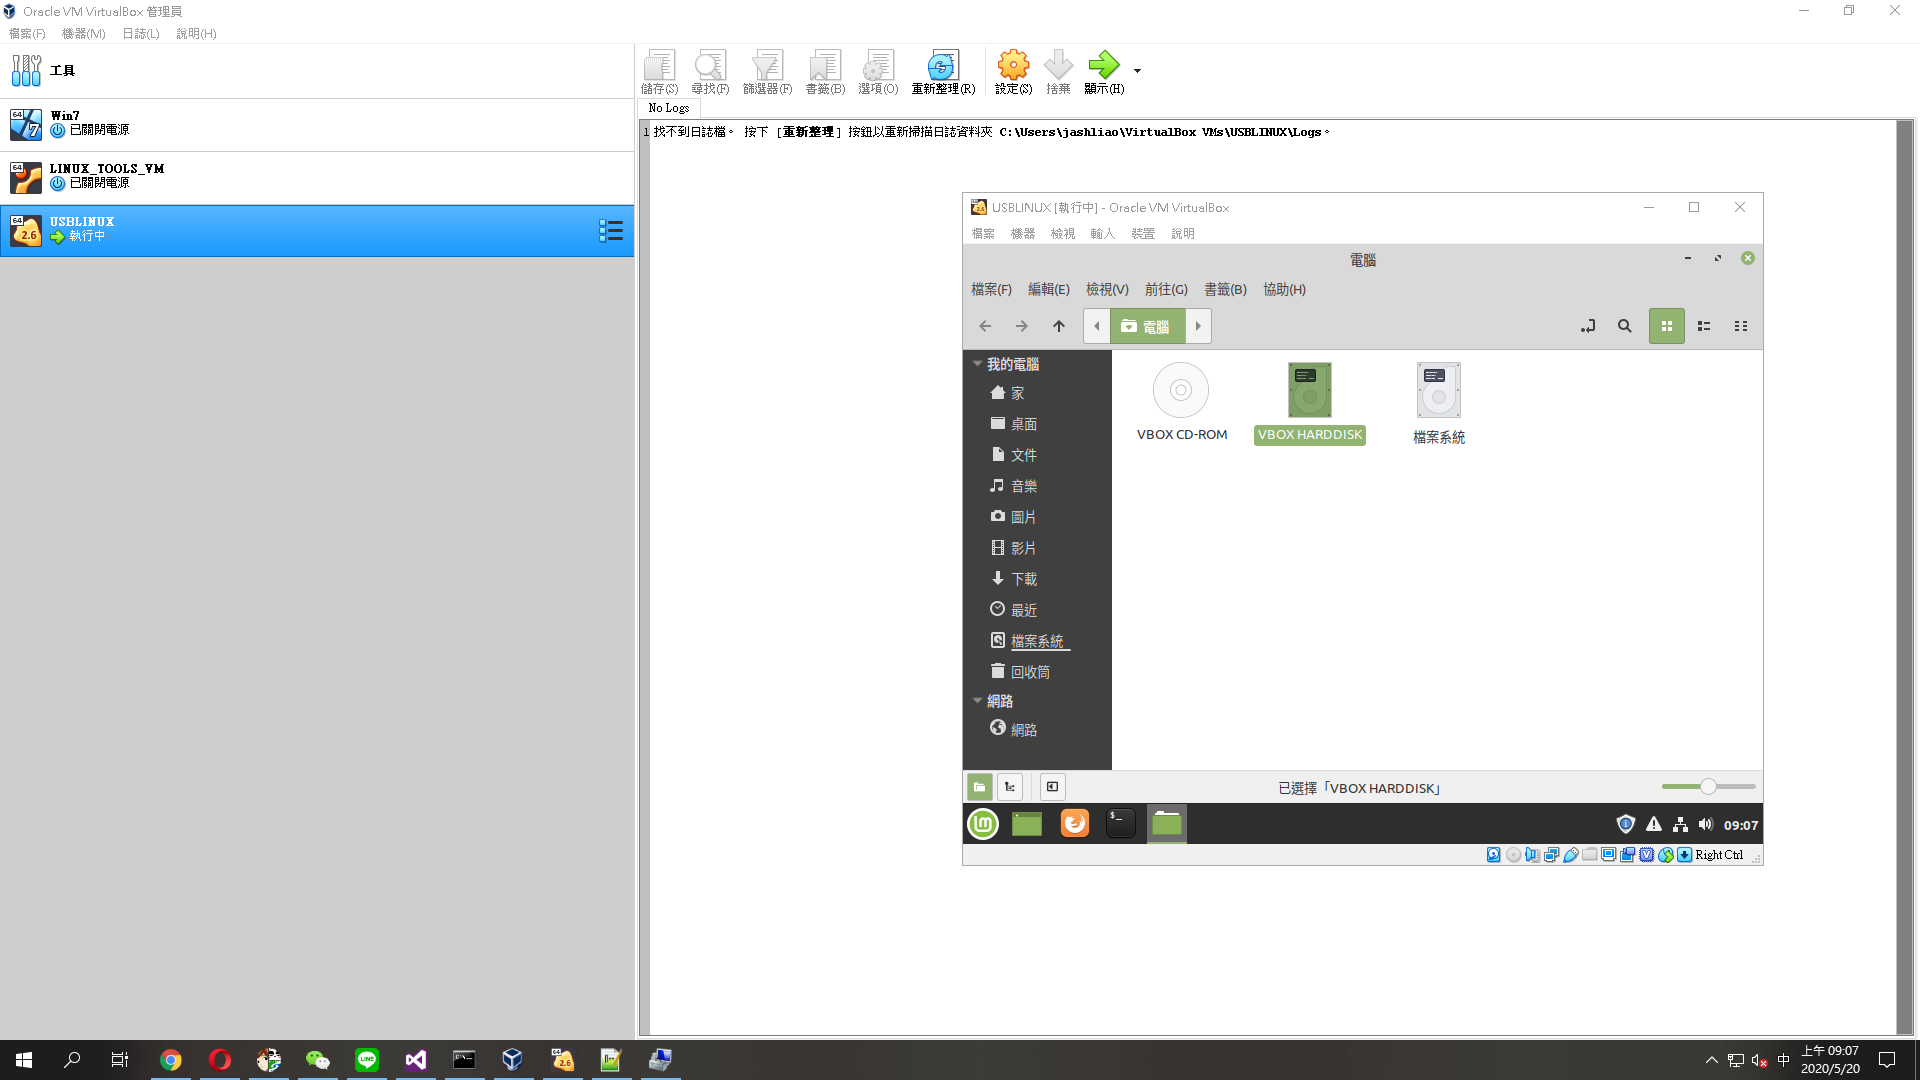 Oracle VM VirtualBox 管理員
檔案(F) 機器(M) 日誌(L) 說明(H)
工具
儲存(S) 尋找(F) 篩選器(F) 書籤(B) 選項(O) 重新整理(R) 設定(S) 捨棄 顯示(H)
No Logs
1 找不到日誌檔。 按下 [重新整理] 按鈕以重新掃描日誌資料夾 C:\Users\jashliao\VirtualBox VMs\USBLINUX\Logs。
64 7
Win7
已關閉電源
64
LINUX_TOOLS_VM
已關閉電源
64 2.6
USBLINUX
執行中
USBLINUX [執行中] - Oracle VM VirtualBox
檔案 機器 檢視 輸入 裝置 說明
電腦
檔案(F) 編輯(E) 檢視(V) 前往(G) 書籤(B) 協助(H)
電腦
我的電腦
家
桌面
文件
音樂
圖片
影片
下載
最近
檔案系統
回收筒
網路
網路
VBOX CD-ROM VBOX HARDDISK 檔案系統
已選擇「VBOX HARDDISK」
09:07
Right Ctrl
中
上午 09:07
2020/5/20